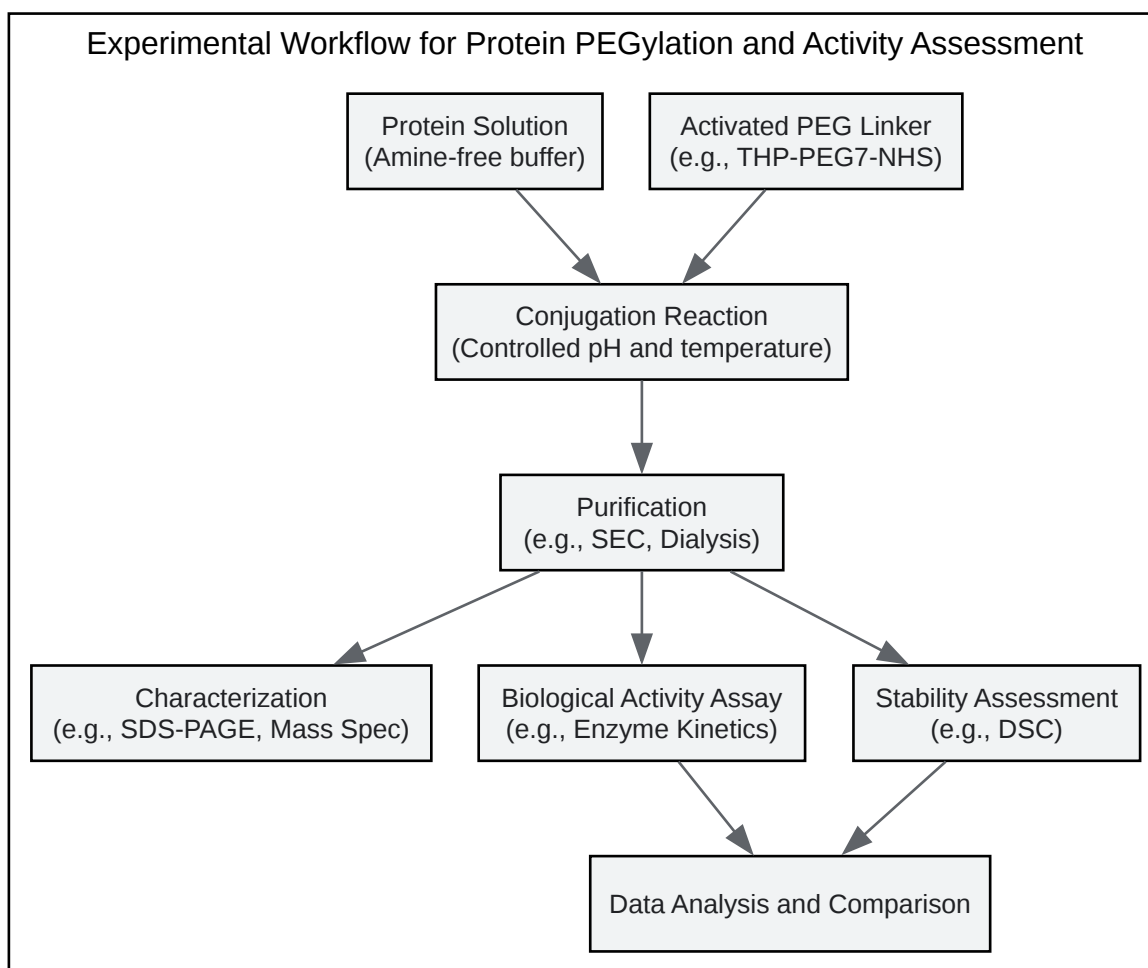 Experimental Workflow for Protein PEGylation and Activity Assessment
Protein Solution
(Amine-free buffer)
Activated PEG Linker
(e.g., THP-PEG7-NHS)
Conjugation Reaction
(Controlled pH and temperature)
Purification
(e.g., SEC, Dialysis)
Characterization
(e.g., SDS-PAGE, Mass Spec)
Biological Activity Assay
(e.g., Enzyme Kinetics)
Stability Assessment
(e.g., DSC)
Data Analysis and Comparison